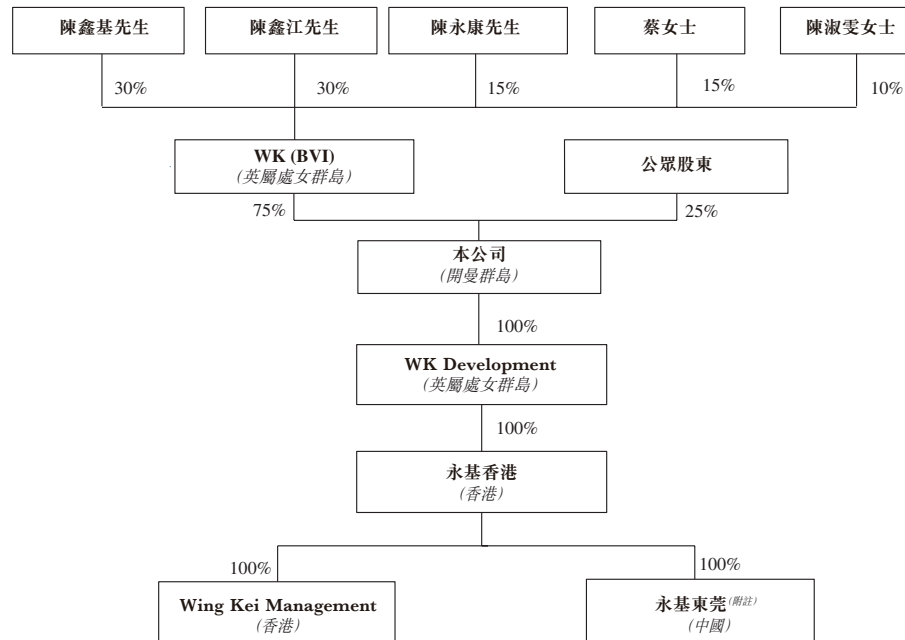 陳鑫基先生
陳鑫江先生
陳永康先生
蔡女士
陳淑雯女士
30%
30%
15%
15%
10%
WK (BVI)
(英屬處女群島)
公眾股東
75%
25%
本公司
(開曼群島)
100%
WK Development
(英屬處女群島)
100%
永基香港
(香港)
100%
100%
Wing Kei Management
(香港)
永基東莞(附註)
(中國)